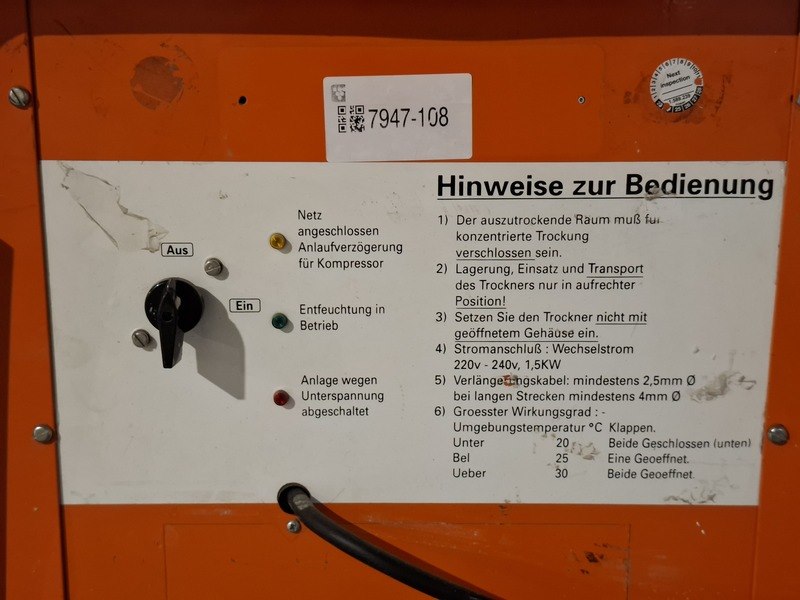 7947-108
Next
inspection
Hinweise zur Bedienung
Aus
Ein
Netz
angeschlossen
Anlaufverzögerung
für Kompressor
Entfeuchtung in
Betrieb
Anlage wegen
Unterspannung
abgeschaltet
1) Der auszutrockende Raum muß für
konzentrierte Trockung
verschlossen sein.
2) Lagerung, Einsatz und Transport
des Trockners nur in aufrechter
Position!
3) Setzen Sie den Trockner nicht mit
geöffnetem Gehäuse ein.
4) Stromanschluß : Wechselstrom
220v - 240v, 1,5KW
5) Verlängerungskabel: mindestens 2,5mm Ø
bei langen Strecken mindestens 4mm Ø
6) Groesster Wirkungsgrad : -
Umgebungstemperatur °C Klappen.
Unter 20 Beide Geschlossen (unten)
Bel 25 Eine Geoeffnet.
Ueber 30 Beide Geoeffnet.